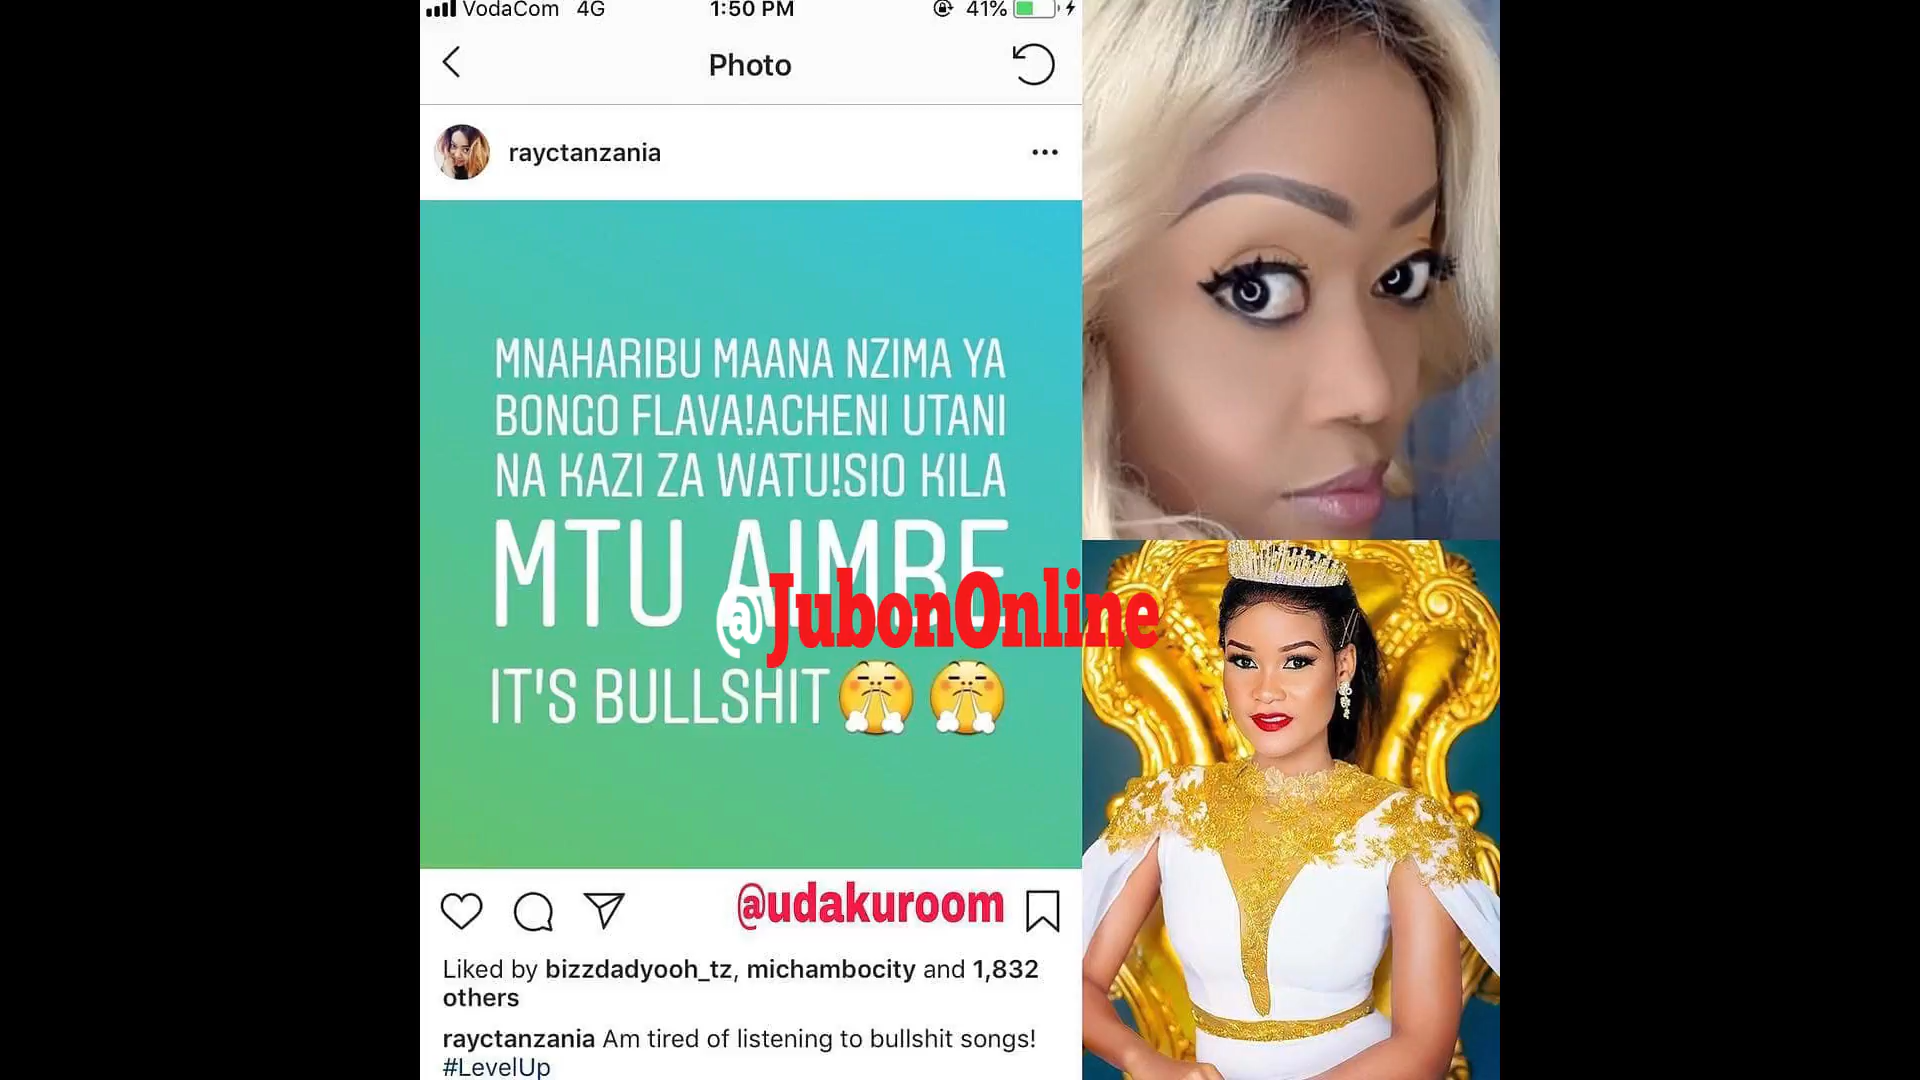 VodaCom 4G 1:50 PM 41%
Photo
rayctanzania
MNAHARIBU MAANA NZIMA YA
BONGO FLAVA!ACHENI UTANI
NA KAZI ZA WATU!SIO KILA
MTU AIMBE
@JubonOnline
IT'S BULLSHIT
@udakuroom
Liked by bizzdadyooh_tz, michambocity and 1,832
others
rayctanzania Am tired of listening to bullshit songs!
#LevelUp